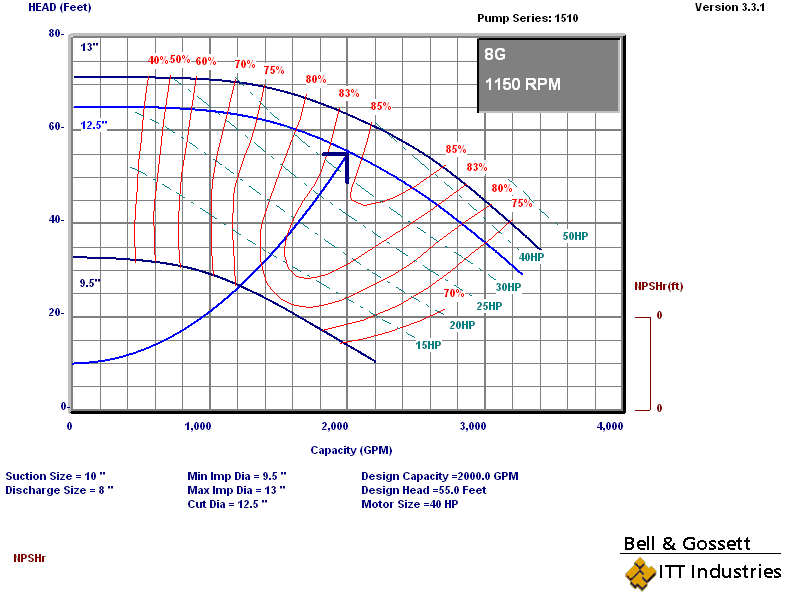 HEAD (Feet)
Pump Series: 1510
Version 3.3.1
80-
60-
40-
20-
0-
13"
12.5"
9.5"
40% 50% 60% 70% 75% 80% 83% 85%
8G
1150 RPM
85%
83%
80%
75%
70%
50HP
40HP
30HP
25HP
20HP
15HP
NPSHr(ft)
0
0
0 1,000 2,000 3,000 4,000
Capacity (GPM)
Suction Size = 10 "
Discharge Size = 8 "
Min Imp Dia = 9.5 "
Max Imp Dia = 13 "
Cut Dia = 12.5 "
Design Capacity =2000.0 GPM
Design Head =55.0 Feet
Motor Size =40 HP
NPSHr
Bell & Gossett
ITT Industries